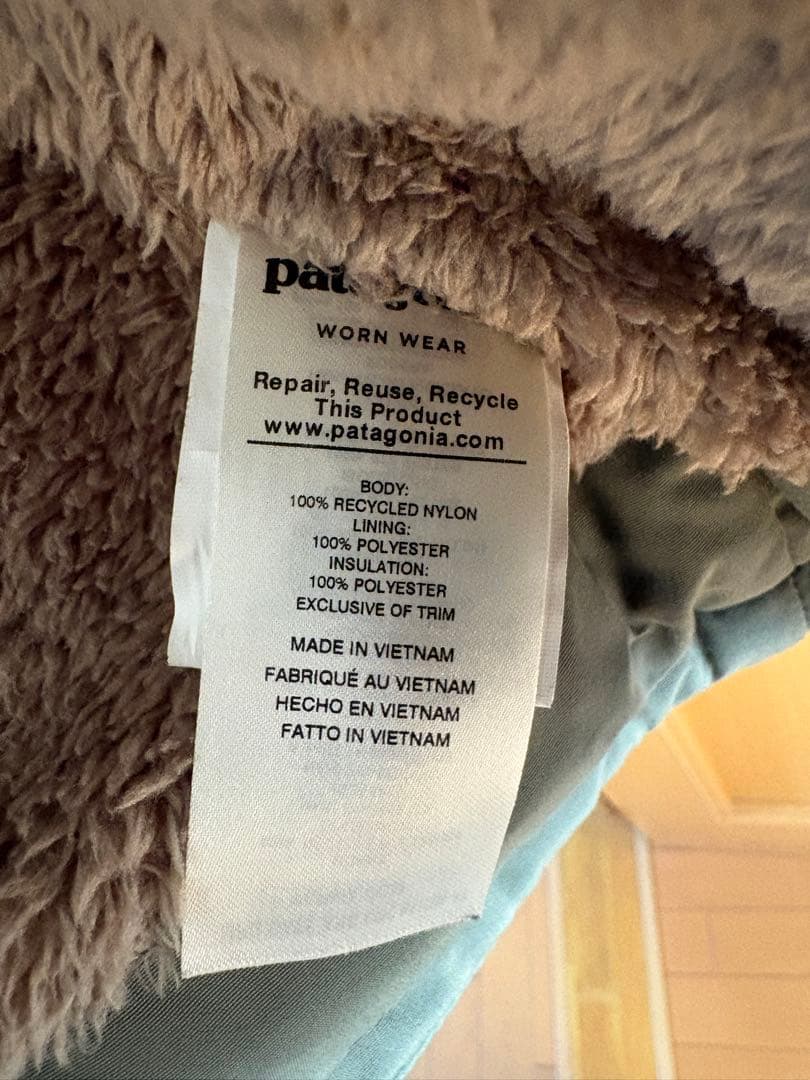 WORN WEAR
Repair, Reuse, Recycle
This Product
www.patagonia.com
BODY:
100% RECYCLED NYLON
LINING:
100% POLYESTER
INSULATION:
100% POLYESTER
EXCLUSIVE OF TRIM
MADE IN VIETNAM
FABRIQUÉ AU VIETNAM
HECHO EN VIETNAM
FATTO IN VIETNAM